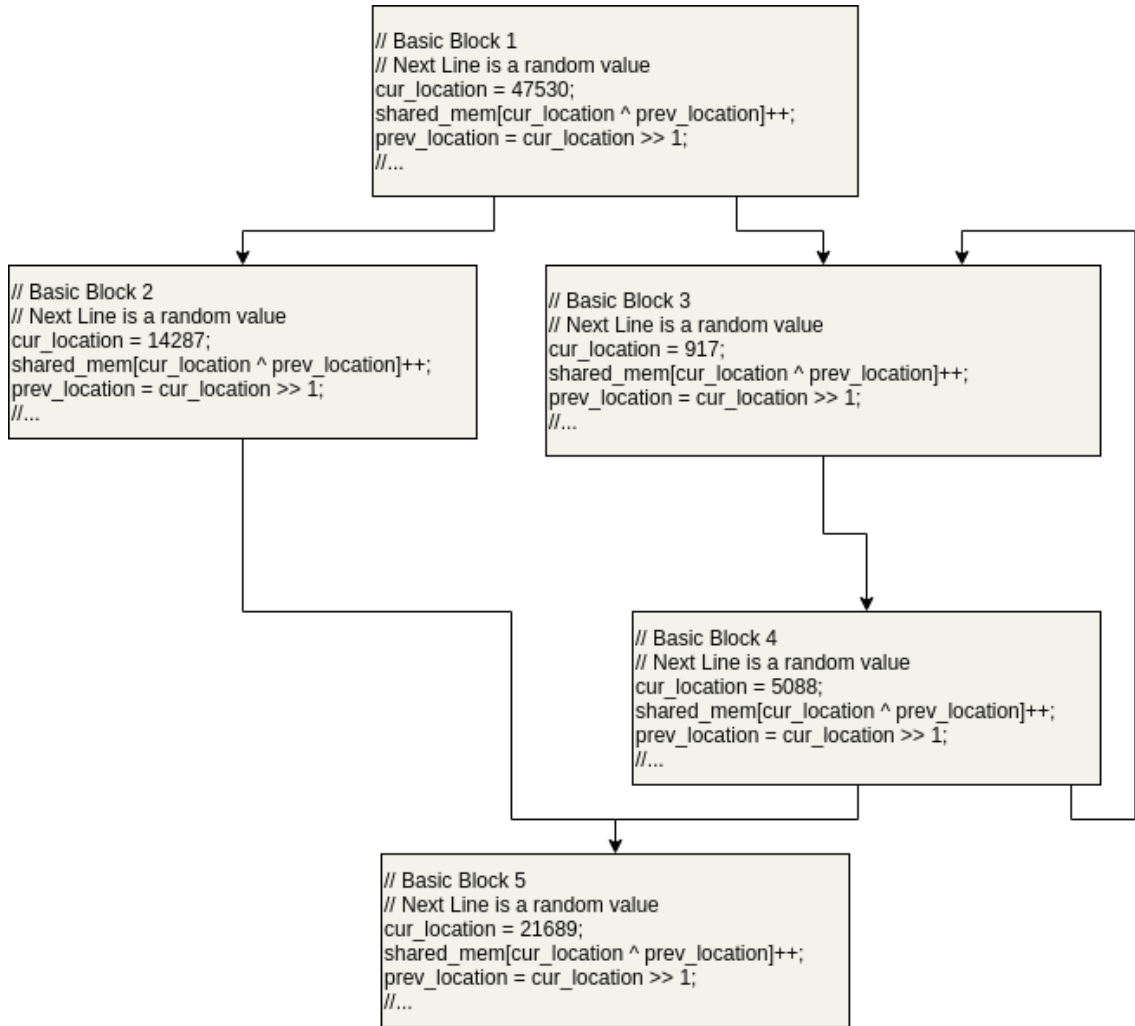 // Basic Block 1
// Next Line is a random value
cur_location = 47530;
shared_mem[cur_location ^ prev_location]++;
prev_location = cur_location >> 1;
//...
// Basic Block 2
// Next Line is a random value
cur_location = 14287;
shared_mem[cur_location ^ prev_location]++;
prev_location = cur_location >> 1;
//...
// Basic Block 3
// Next Line is a random value
cur_location = 917;
shared_mem[cur_location ^ prev_location]++;
prev_location = cur_location >> 1;
//...
// Basic Block 4
// Next Line is a random value
cur_location = 5088;
shared_mem[cur_location ^ prev_location]++;
prev_location = cur_location >> 1;
//...
// Basic Block 5
// Next Line is a random value
cur_location = 21689;
shared_mem[cur_location ^ prev_location]++;
prev_location = cur_location >> 1;
//...